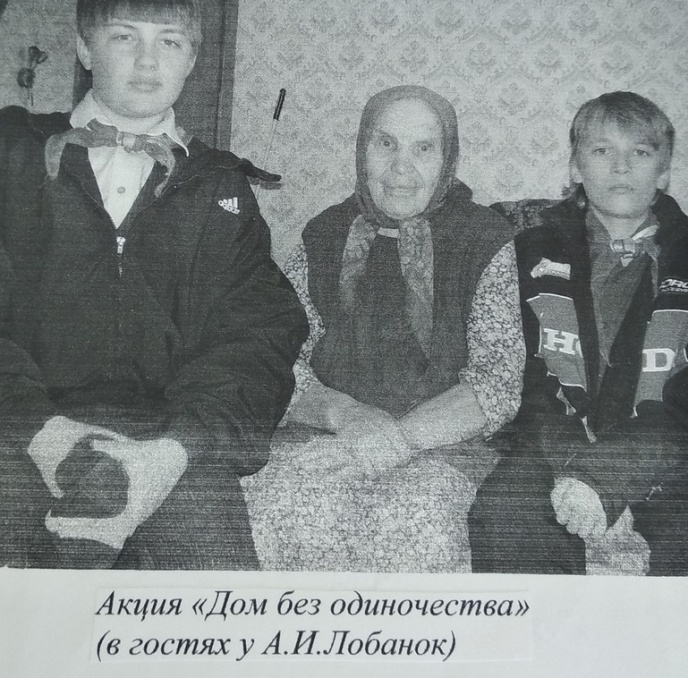 Акция «Дом без одиночества»
(в гостях у А.И.Лобанок)